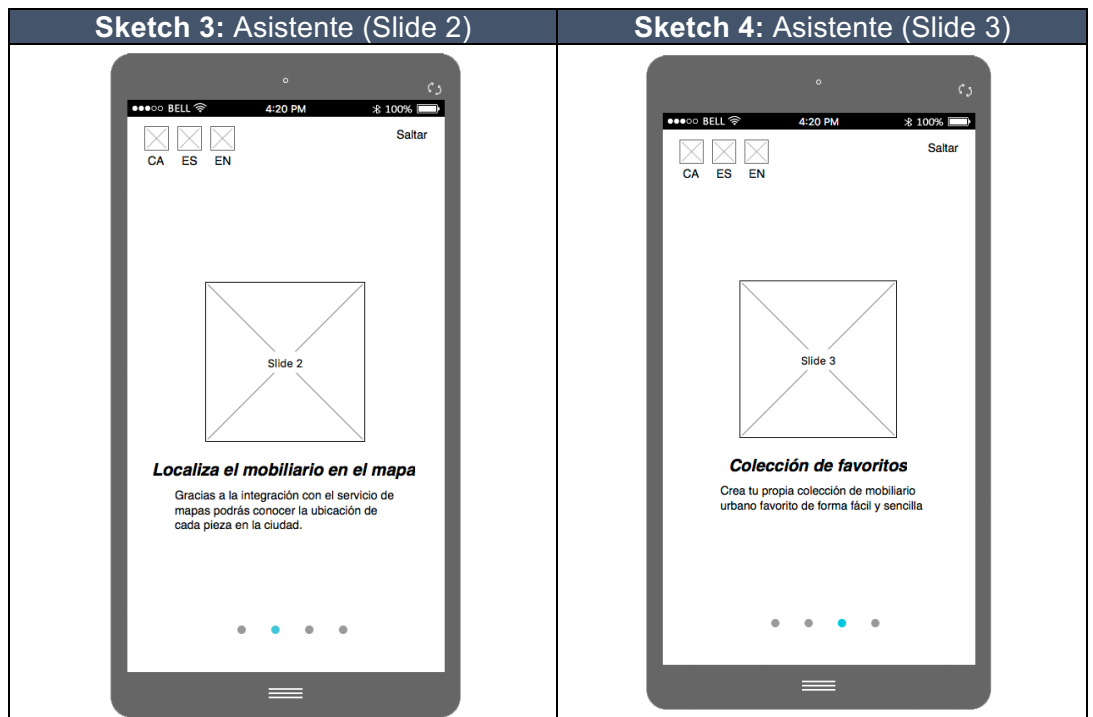 Sketch 3: Asistente (Slide 2)
BELL 4:20 PM 100%
Saltar
CA ES EN
Slide 2
Localiza el mobiliario en el mapa
Gracias a la integración con el servicio de
mapas podrás conocer la ubicación de
cada pieza en la ciudad.
Sketch 4: Asistente (Slide 3)
BELL 4:20 PM 100%
Saltar
CA ES EN
Slide 3
Colección de favoritos
Crea tu propia colección de mobiliario
urbano favorito de forma fácil y sencilla